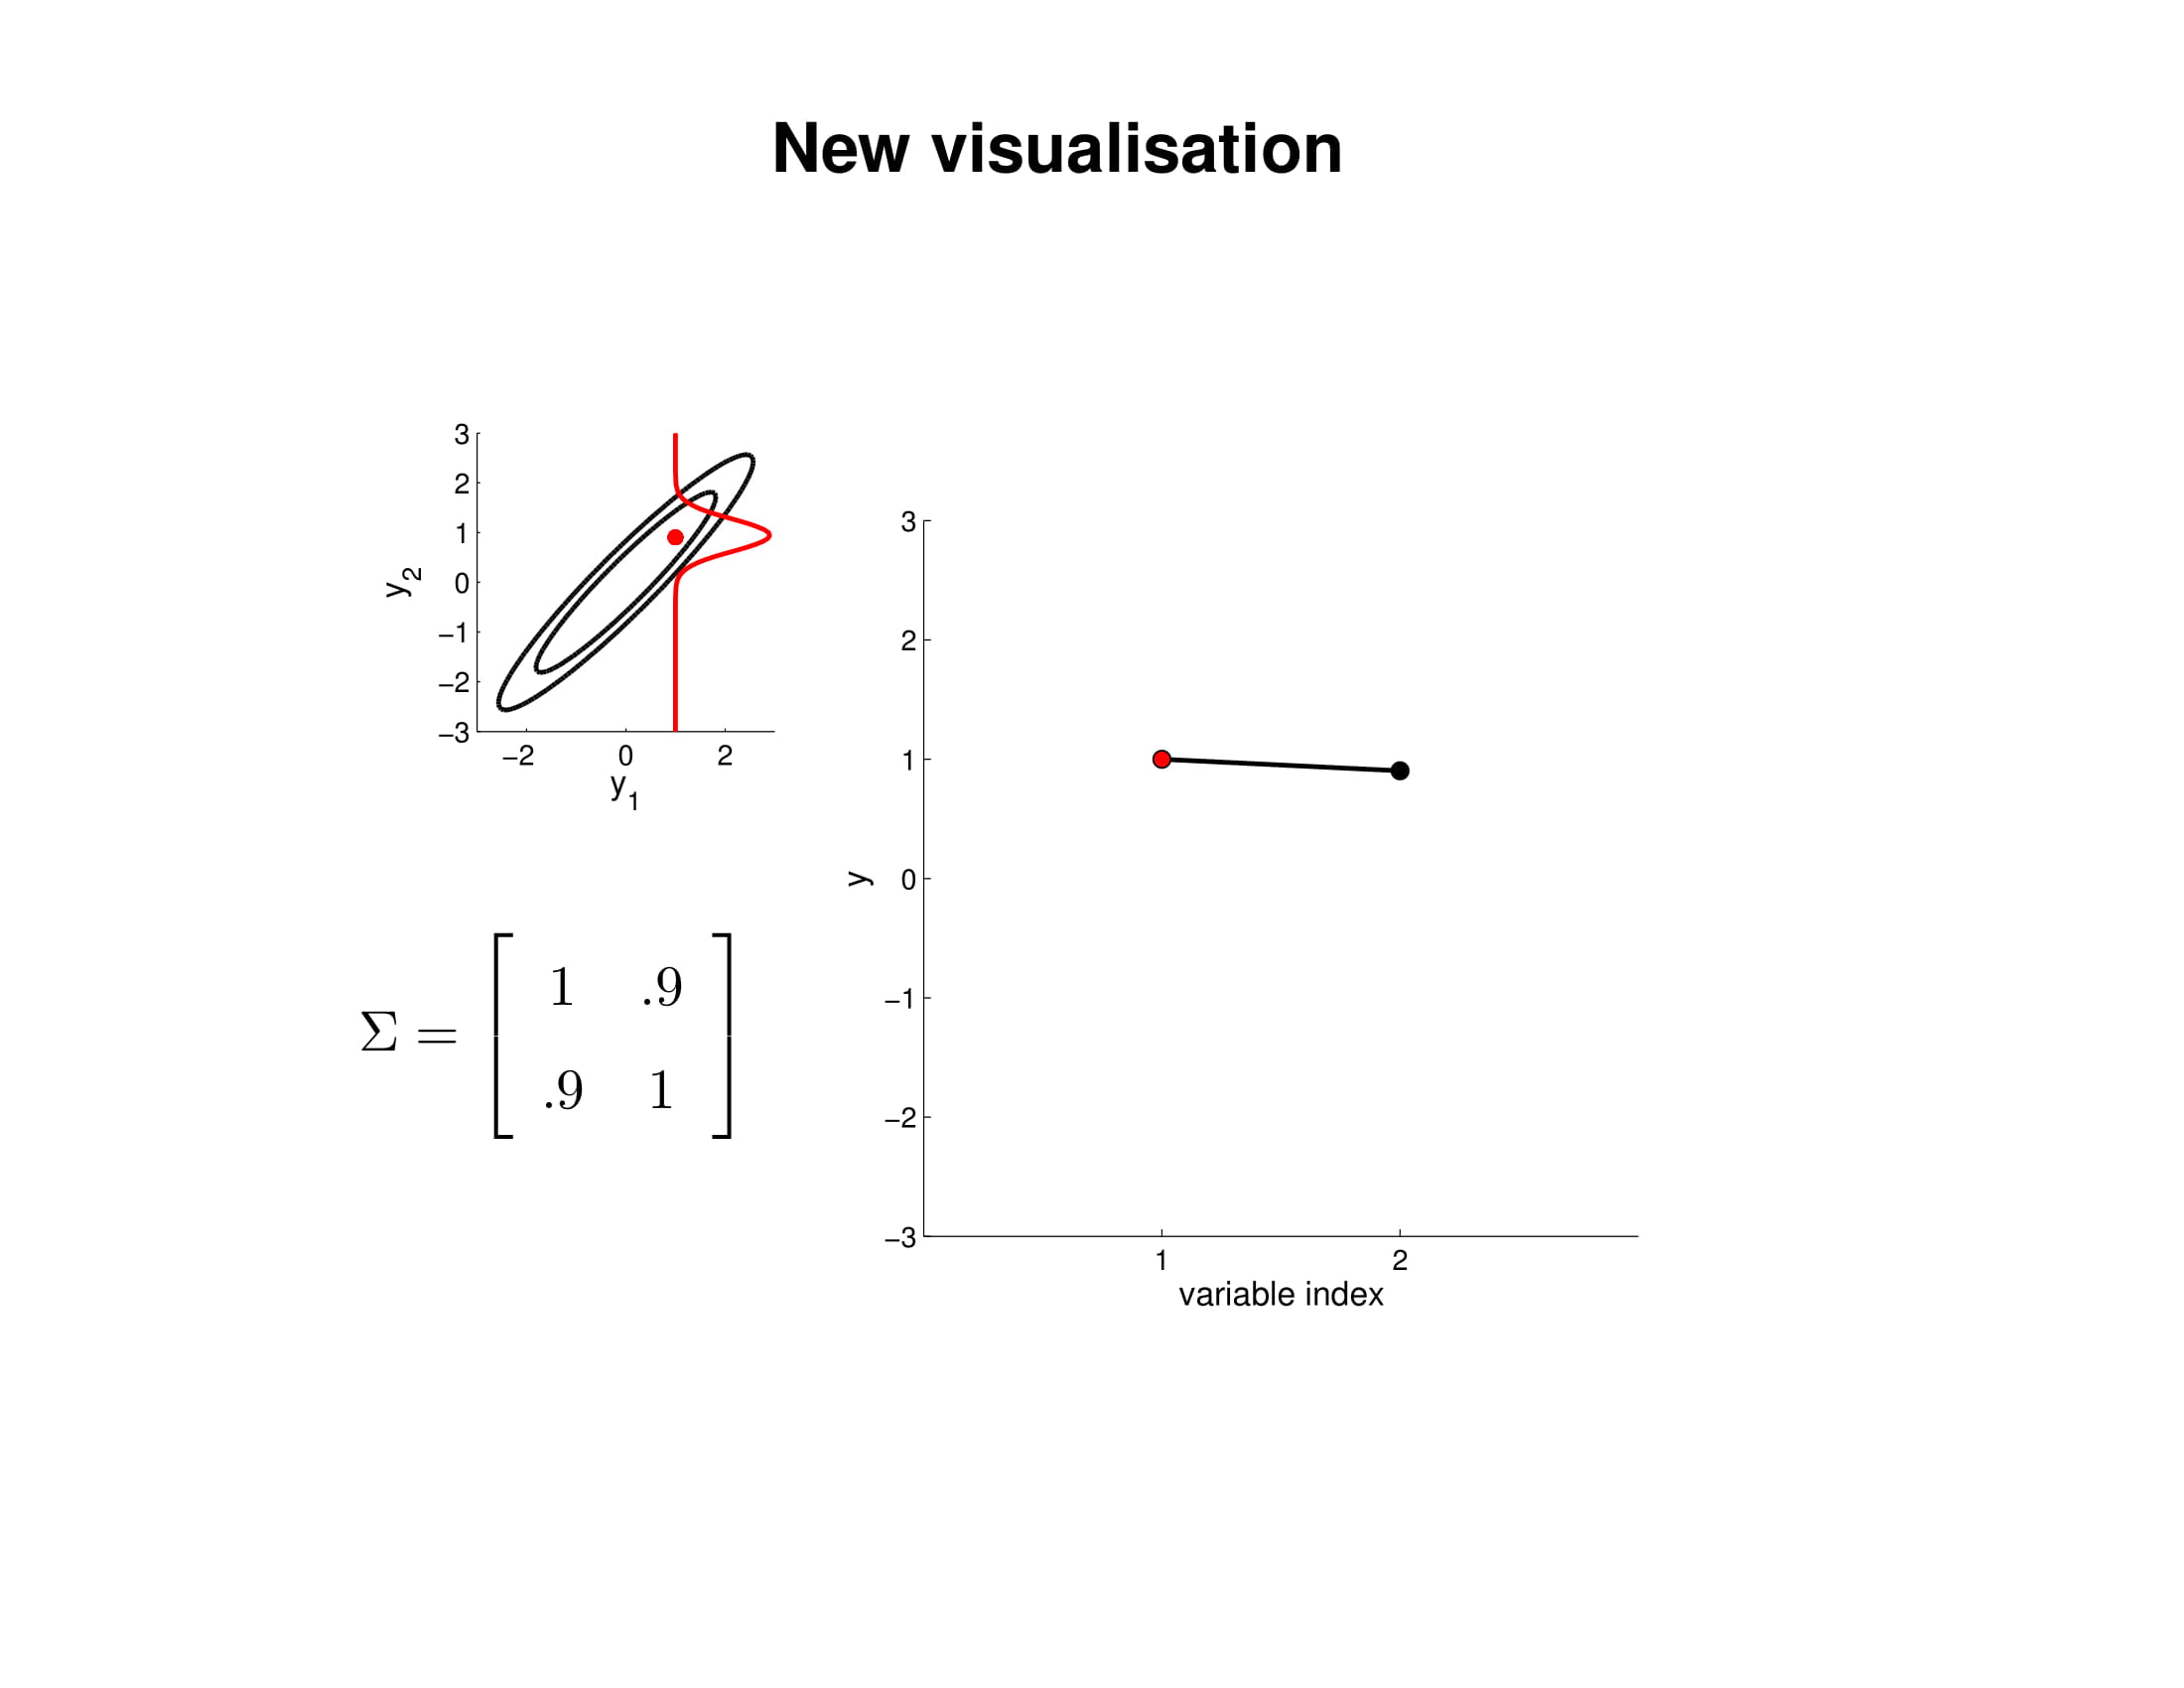 New visualisation
3
2
1
0
−1
−2
−3
y2
−2 0 2
y1
Σ = [ 1 .9
.9 1 ]
3
2
1
0
−1
−2
−3
y
1 2
variable index